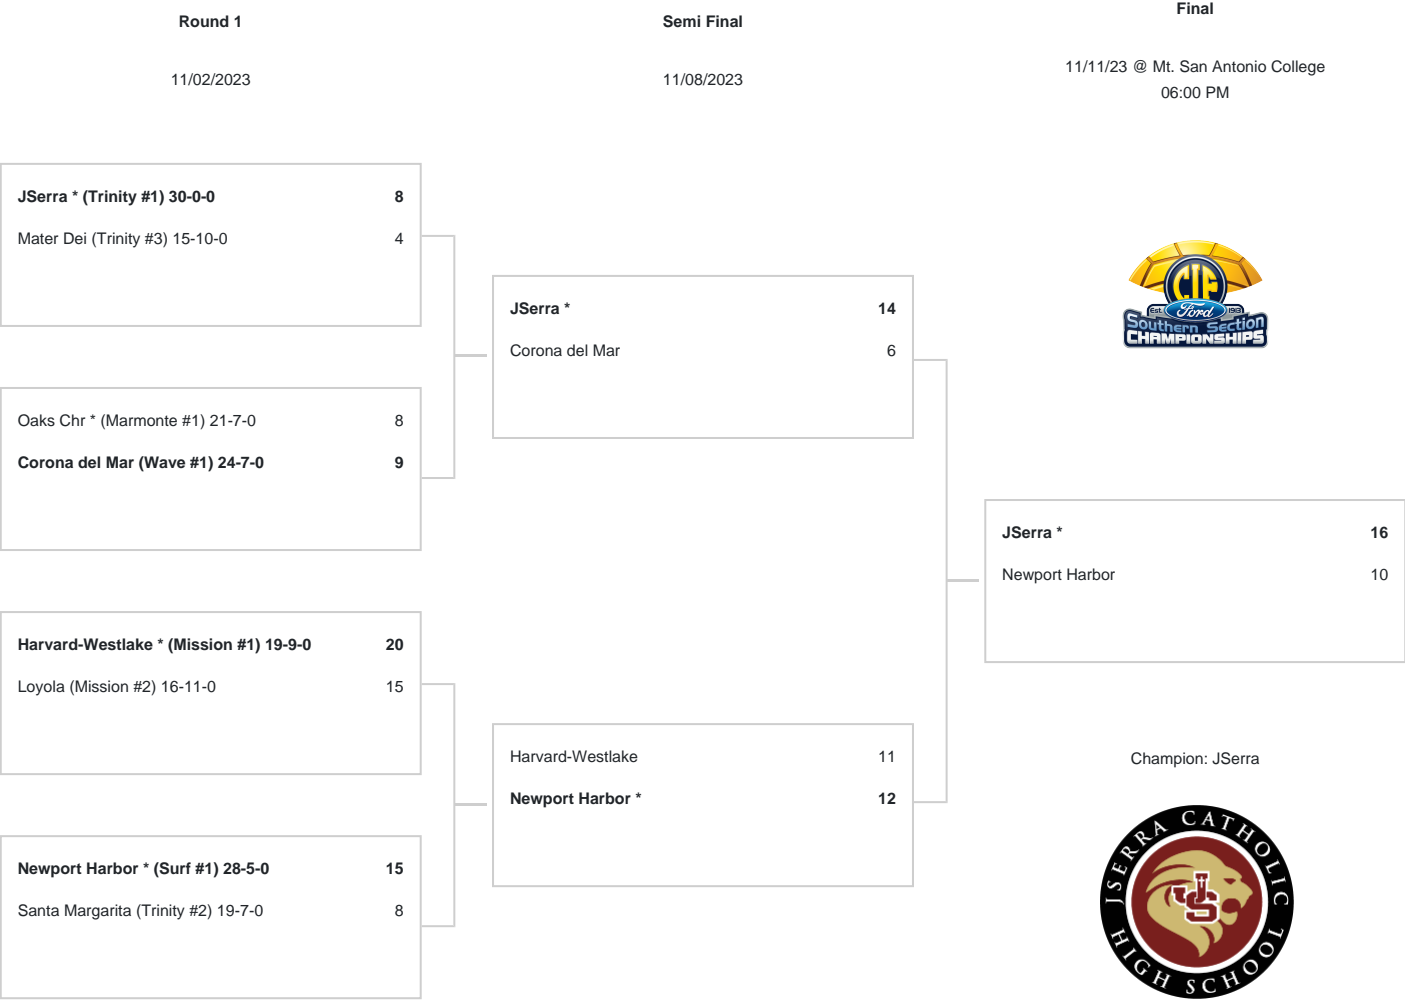 Round 1
11/02/2023
Semi Final
11/08/2023
Final
11/11/23 @ Mt. San Antonio College
06:00 PM
JSerra * (Trinity #1) 30-0-0 8
Mater Dei (Trinity #3) 15-10-0 4
Oaks Chr * (Marmonte #1) 21-7-0 8
Corona del Mar (Wave #1) 24-7-0 9
Harvard-Westlake * (Mission #1) 19-9-0 20
Loyola (Mission #2) 16-11-0 15
Newport Harbor * (Surf #1) 28-5-0 15
Santa Margarita (Trinity #2) 19-7-0 8
JSerra * 14
Corona del Mar 6
Harvard-Westlake 11
Newport Harbor * 12
CIF
Est. Ford 1913
Southern Section
CHAMPIONSHIPS
JSerra * 16
Newport Harbor 10
Champion: JSerra
JSERRA CATHOLIC
JS
HIGH SCHOOL